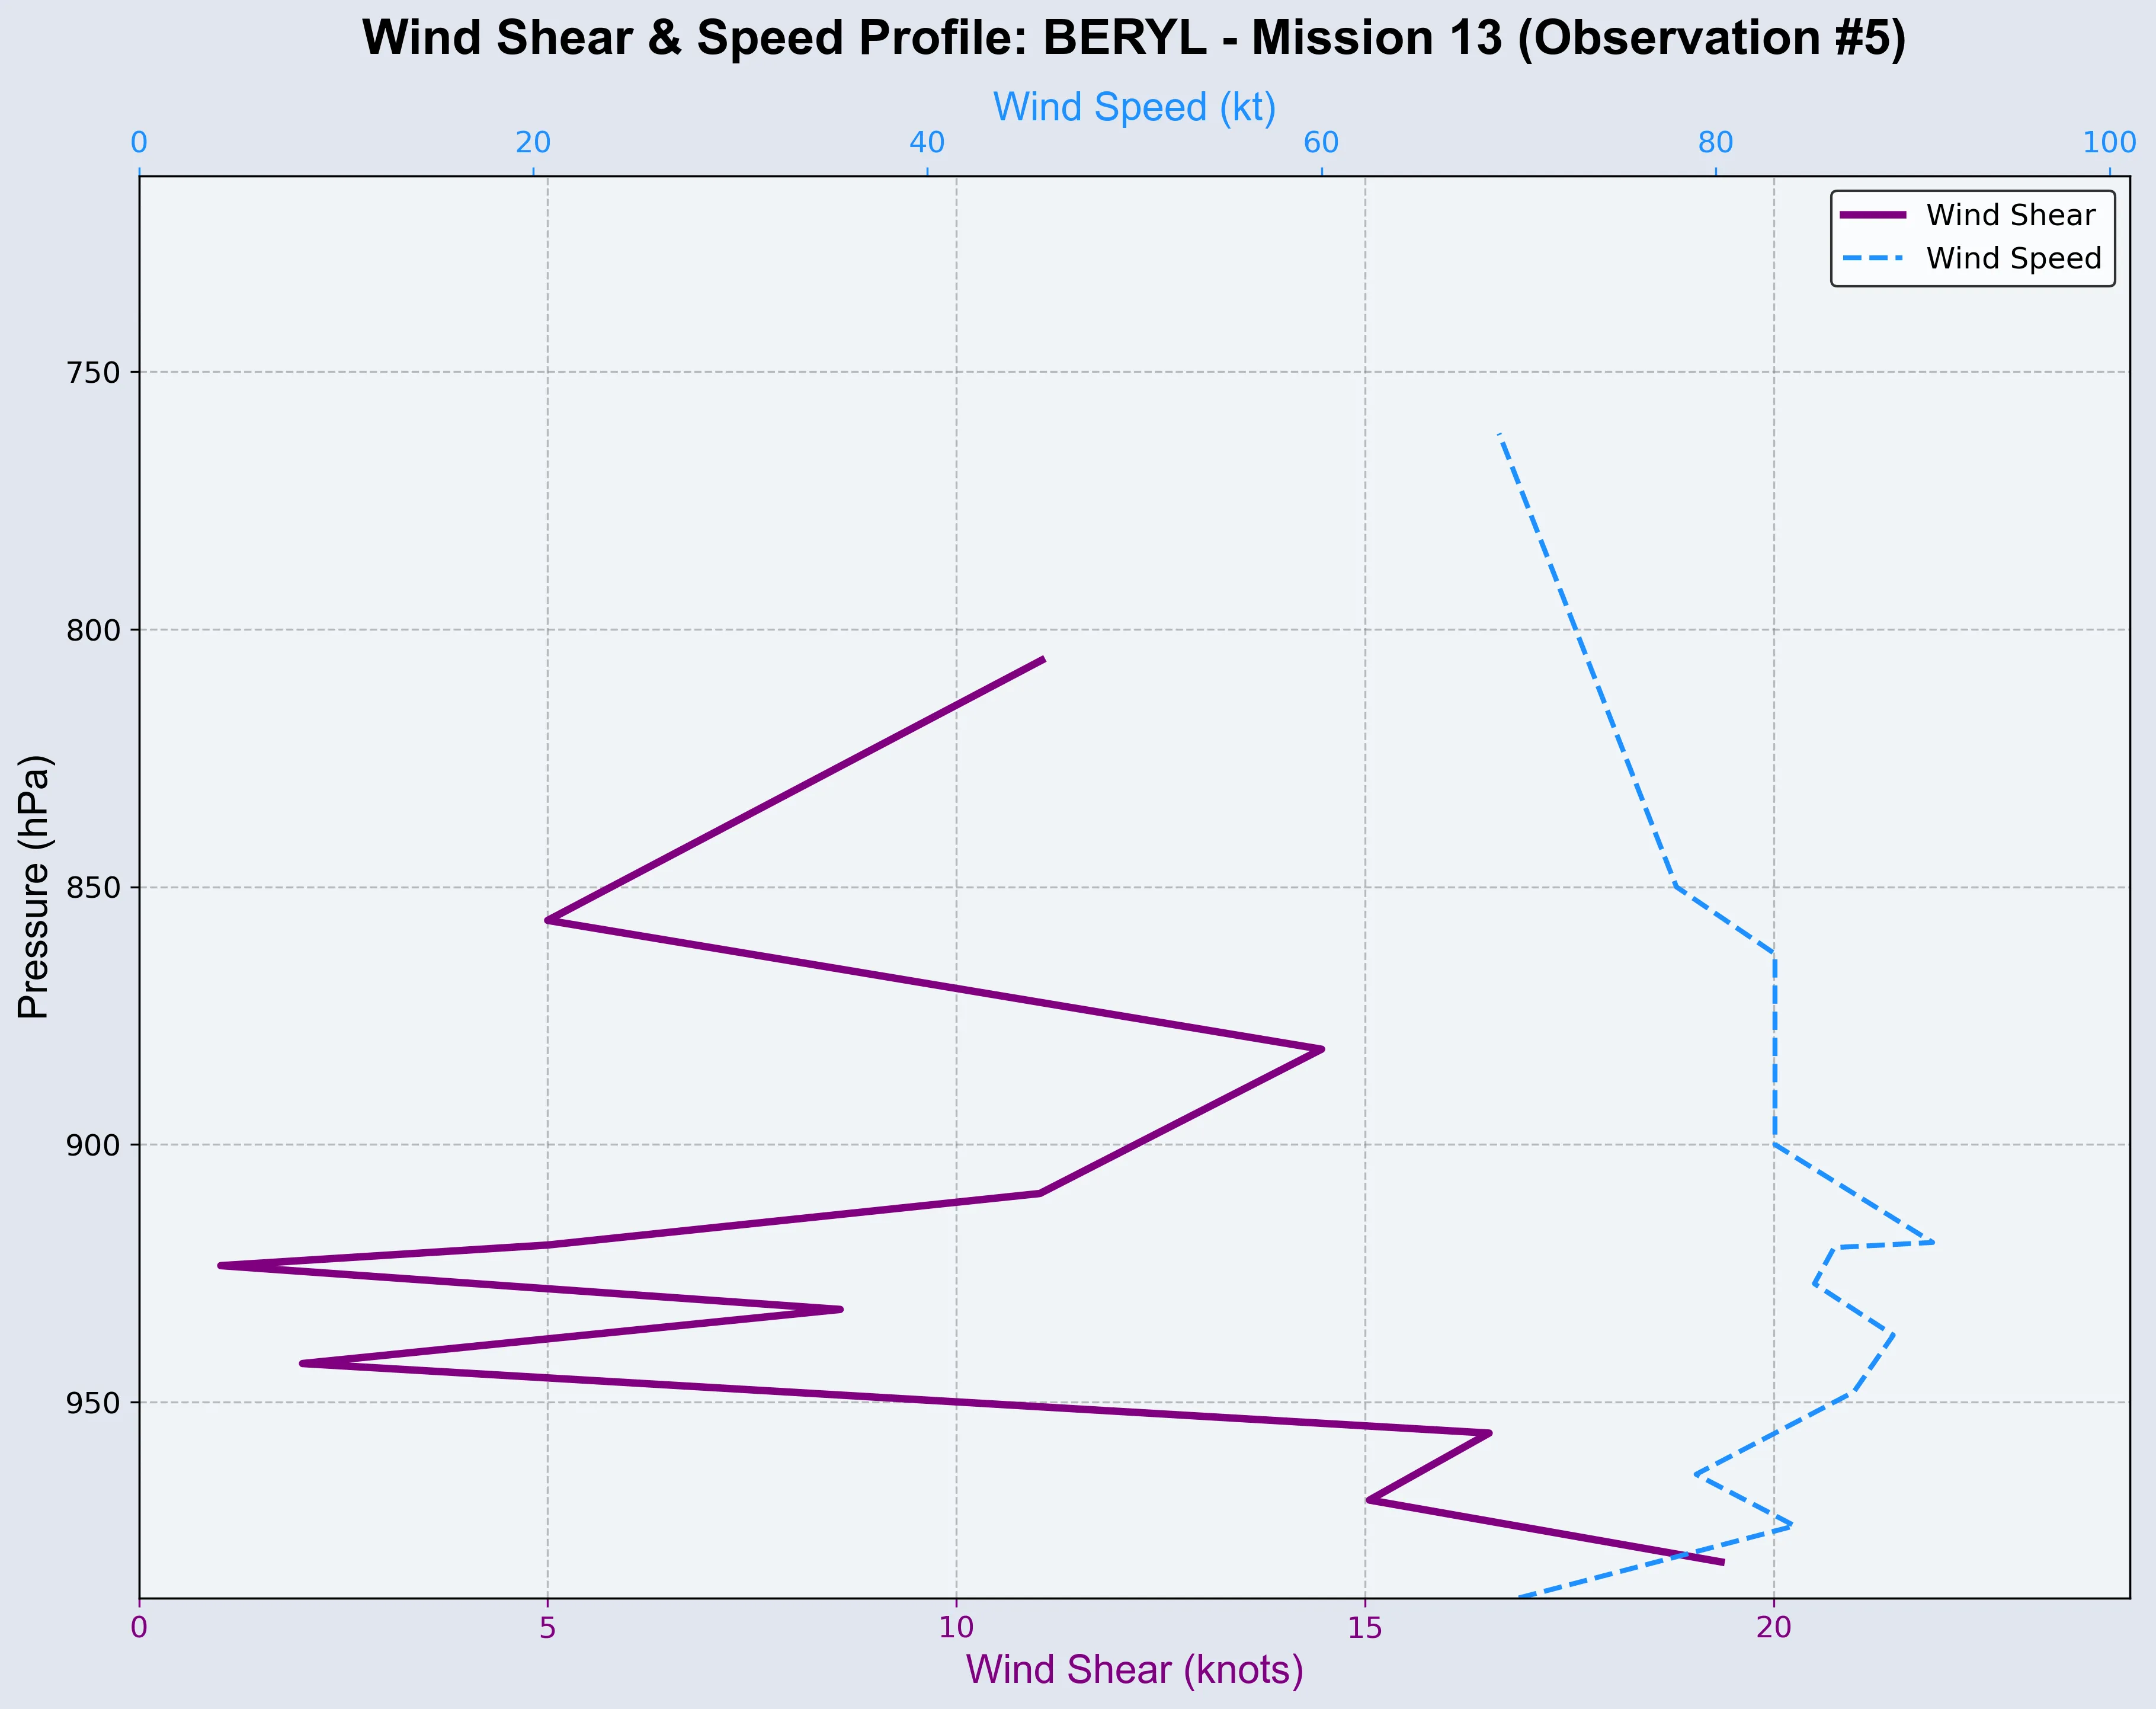 Wind Shear & Speed Profile: BERYL - Mission 13 (Observation #5)
Wind Speed (kt)
0 20 40 60 80 100
Wind Shear
Wind Speed
750
800
850
900
950
Pressure (hPa)
0 5 10 15 20
Wind Shear (knots)